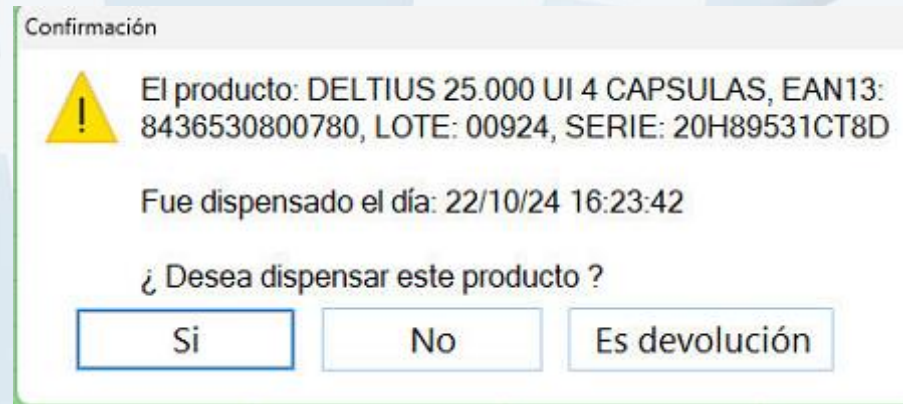 Confirmación
El producto: DELTIUS 25.000 UI 4 CAPSULAS, EAN13:
8436530800780, LOTE: 00924, SERIE: 20H89531CT8D
Fue dispensado el día: 22/10/24 16:23:42
¿ Desea dispensar este producto ?
Si No Es devolución